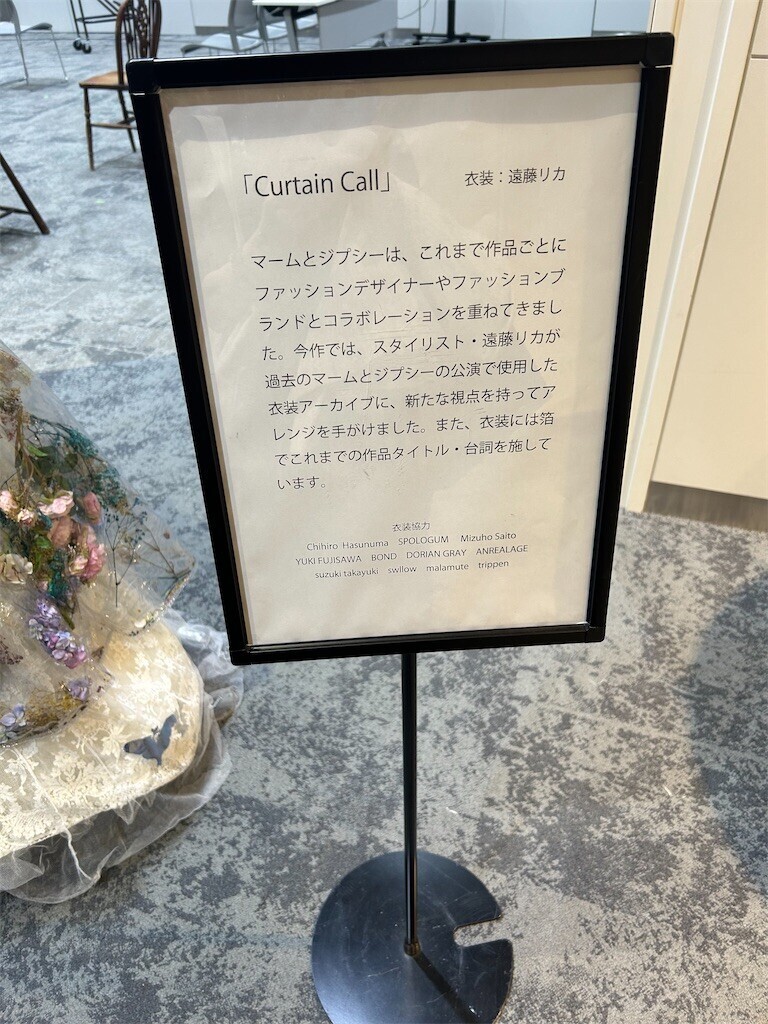 「Curtain Call」 衣装：遠藤リカ
マームとジプシーは、これまで作品ごとに
ファッションデザイナーやファッションブ
ランドとコラボレーションを重ねてきまし
た。今作では、スタイリスト・遠藤リカが
過去のマームとジプシーの公演で使用した
衣装アーカイブに、新たな視点を持ってア
レンジを手がけました。また、衣装には箔
でこれまでの作品タイトル・台詞を施して
います。
衣装協力
Chihiro Hasunuma SPOLOGUM Mizuho Saito
YUKI FUJISAWA BOND DORIAN GRAY ANREALAGE
suzuki takayuki swllow malamute trippen